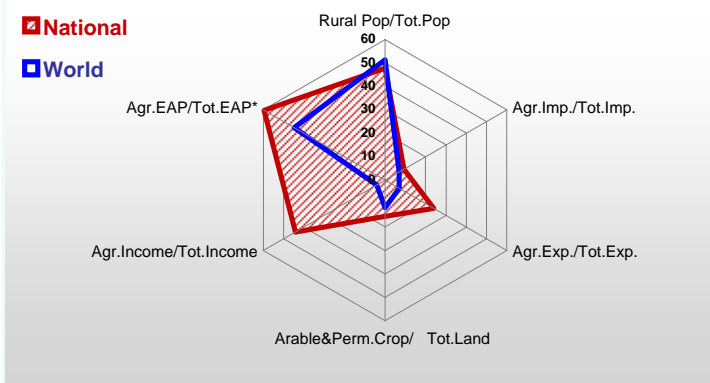 National
World
Rural Pop/Tot.Pop
60
50
40
30
20
10
0
Agr.EAP/Tot.EAP*
Agr.Imp./Tot.Imp.
Agr.Income/Tot.Income
Agr.Exp./Tot.Exp.
Arable&Perm.Crop/ Tot.Land